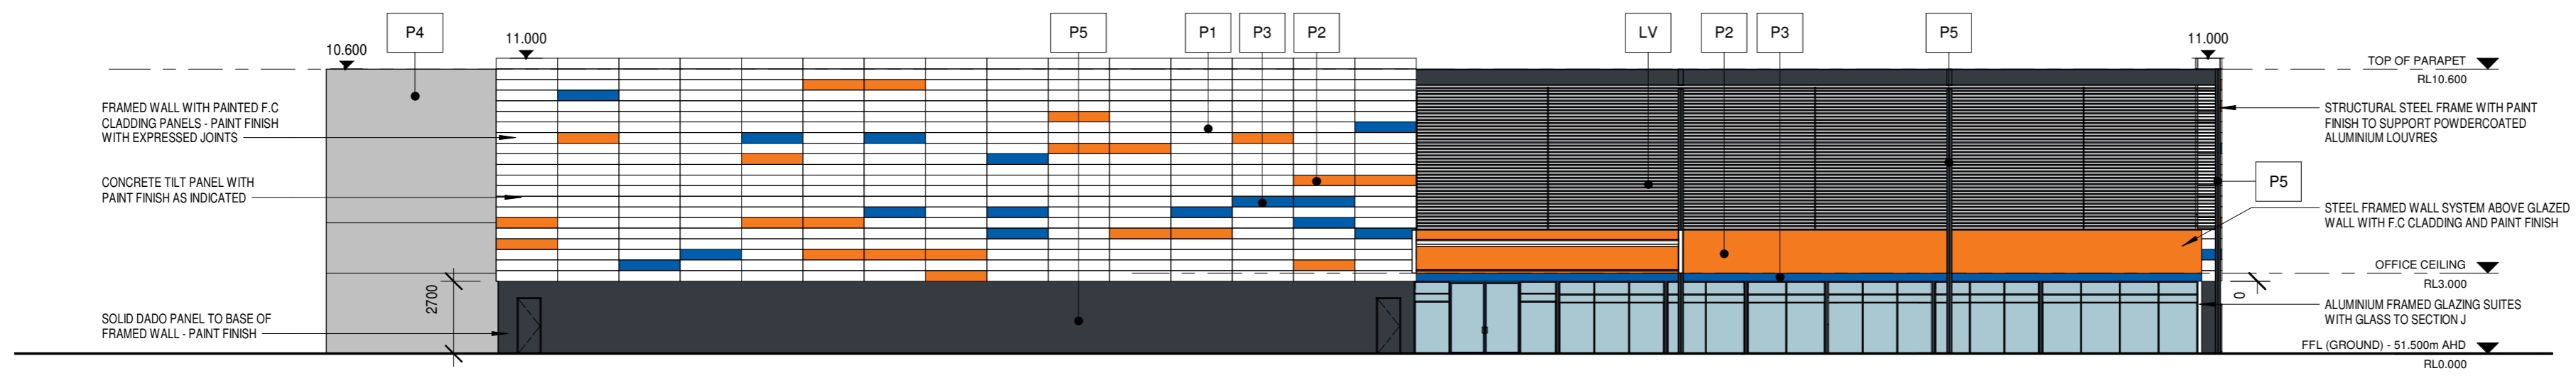 P4
P5
P1
P3
P2
LV
P2
P3
P5
10.600
11.000
11.000
TOP OF PARAPET
RL10.600
FRAMED WALL WITH PAINTED F.C
CLADDING PANELS - PAINT FINISH
WITH EXPRESSED JOINTS
STRUCTURAL STEEL FRAME WITH PAINT
FINISH TO SUPPORT POWDERCOATED
ALUMINIUM LOUVRES
CONCRETE TILT PANEL WITH
PAINT FINISH AS INDICATED
P5
STEEL FRAMED WALL SYSTEM ABOVE GLAZED
WALL WITH F.C CLADDING AND PAINT FINISH
OFFICE CEILING
RL3.000
2700
0
SOLID DADO PANEL TO BASE OF
FRAMED WALL - PAINT FINISH
ALUMINIUM FRAMED GLAZING SUITES
WITH GLASS TO SECTION J
FFL (GROUND) - 51.500m AHD
RL0.000